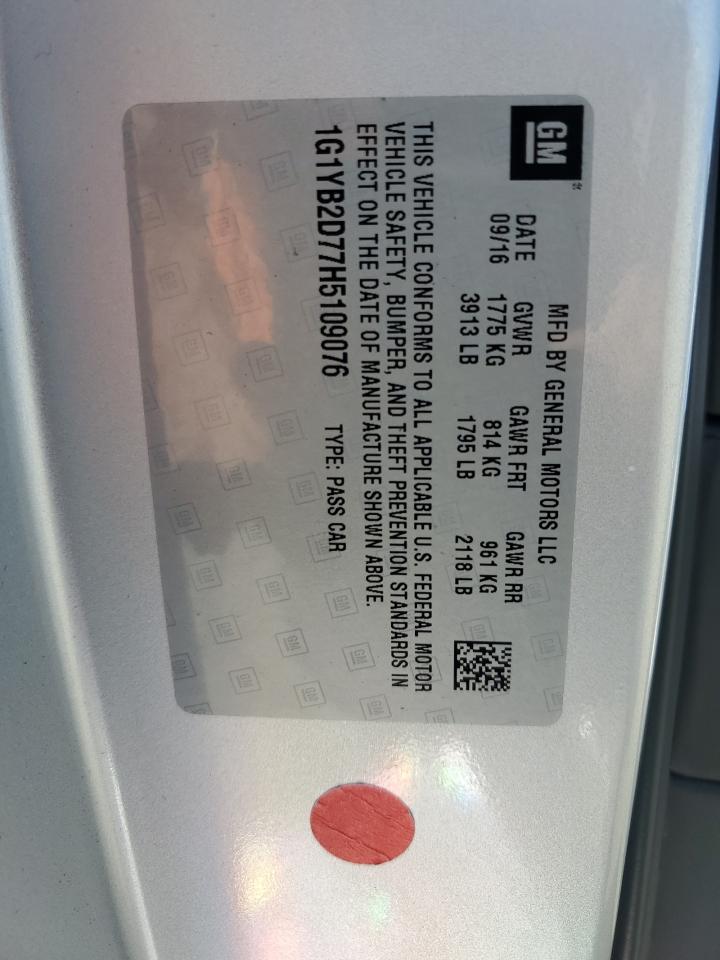 GM
MFD BY GENERAL MOTORS LLC
DATE GVWR GAWR FRT GAWR RR
09/16 1775 KG 814 KG 961 KG
3913 LB 1795 LB 2118 LB
THIS VEHICLE CONFORMS TO ALL APPLICABLE U.S. FEDERAL MOTOR
VEHICLE SAFETY, BUMPER, AND THEFT PREVENTION STANDARDS IN
EFFECT ON THE DATE OF MANUFACTURE SHOWN ABOVE.
1G1YB2D77H5109076 TYPE: PASS CAR